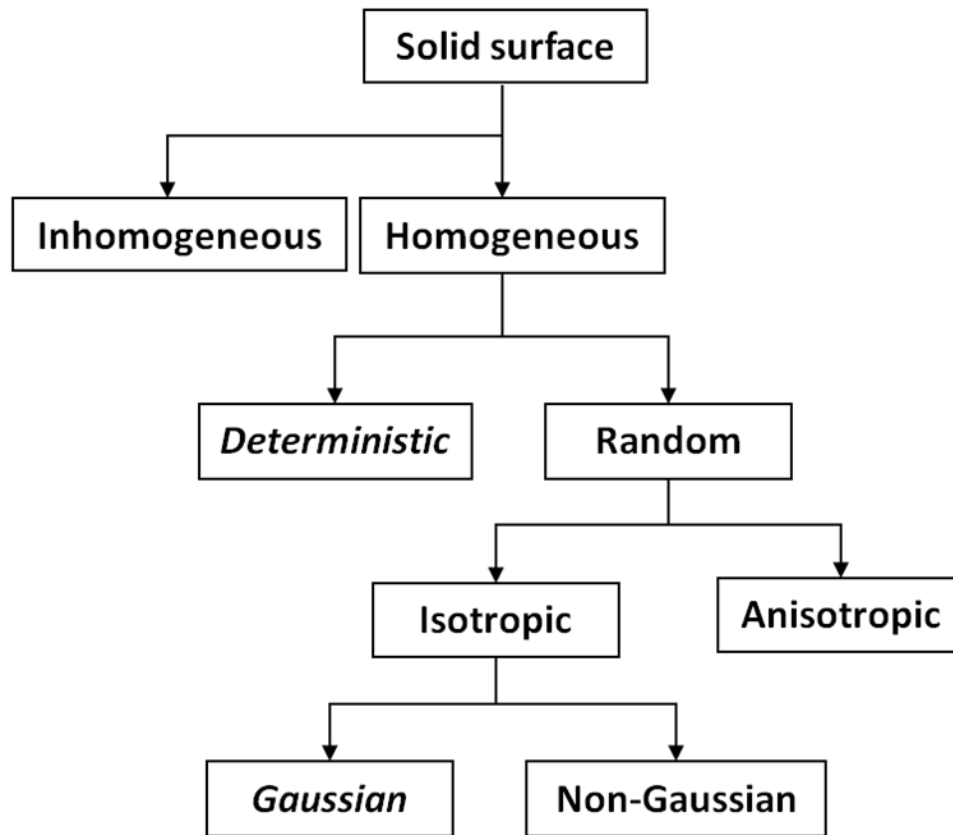 Solid surface
Inhomogeneous
Homogeneous
Deterministic
Random
Isotropic
Anisotropic
Gaussian
Non-Gaussian